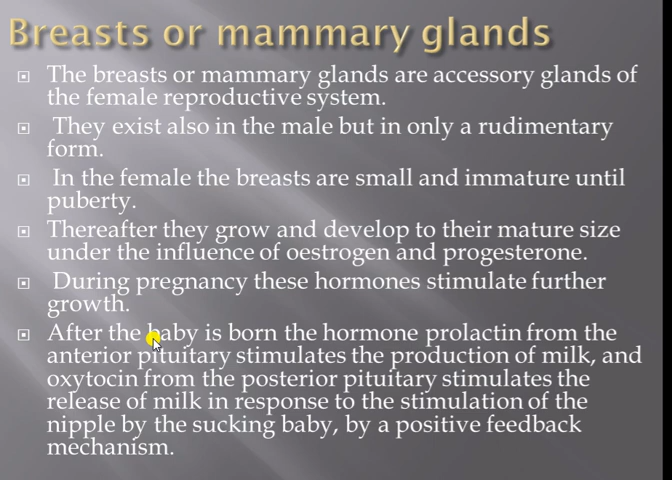 Breasts or mammary glands
The breasts or mammary glands are accessory glands of
the female reproductive system.
They exist also in the male but in only a rudimentary
form.
In the female the breasts are small and immature until
puberty.
Thereafter they grow and develop to their mature size
under the influence of oestrogen and progesterone.
During pregnancy these hormones stimulate further
growth.
After the baby is born the hormone prolactin from the
anterior pituitary stimulates the production of milk, and
oxytocin from the posterior pituitary stimulates the
release of milk in response to the stimulation of the
nipple by the sucking baby, by a positive feedback
mechanism.